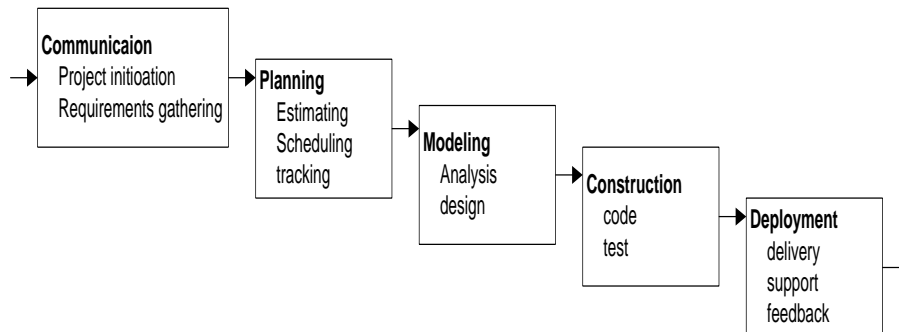 Communicaion
Project initioation
Requirements gathering
Planning
Estimating
Scheduling
tracking
Modeling
Analysis
design
Construction
code
test
Deployment
delivery
support
feedback